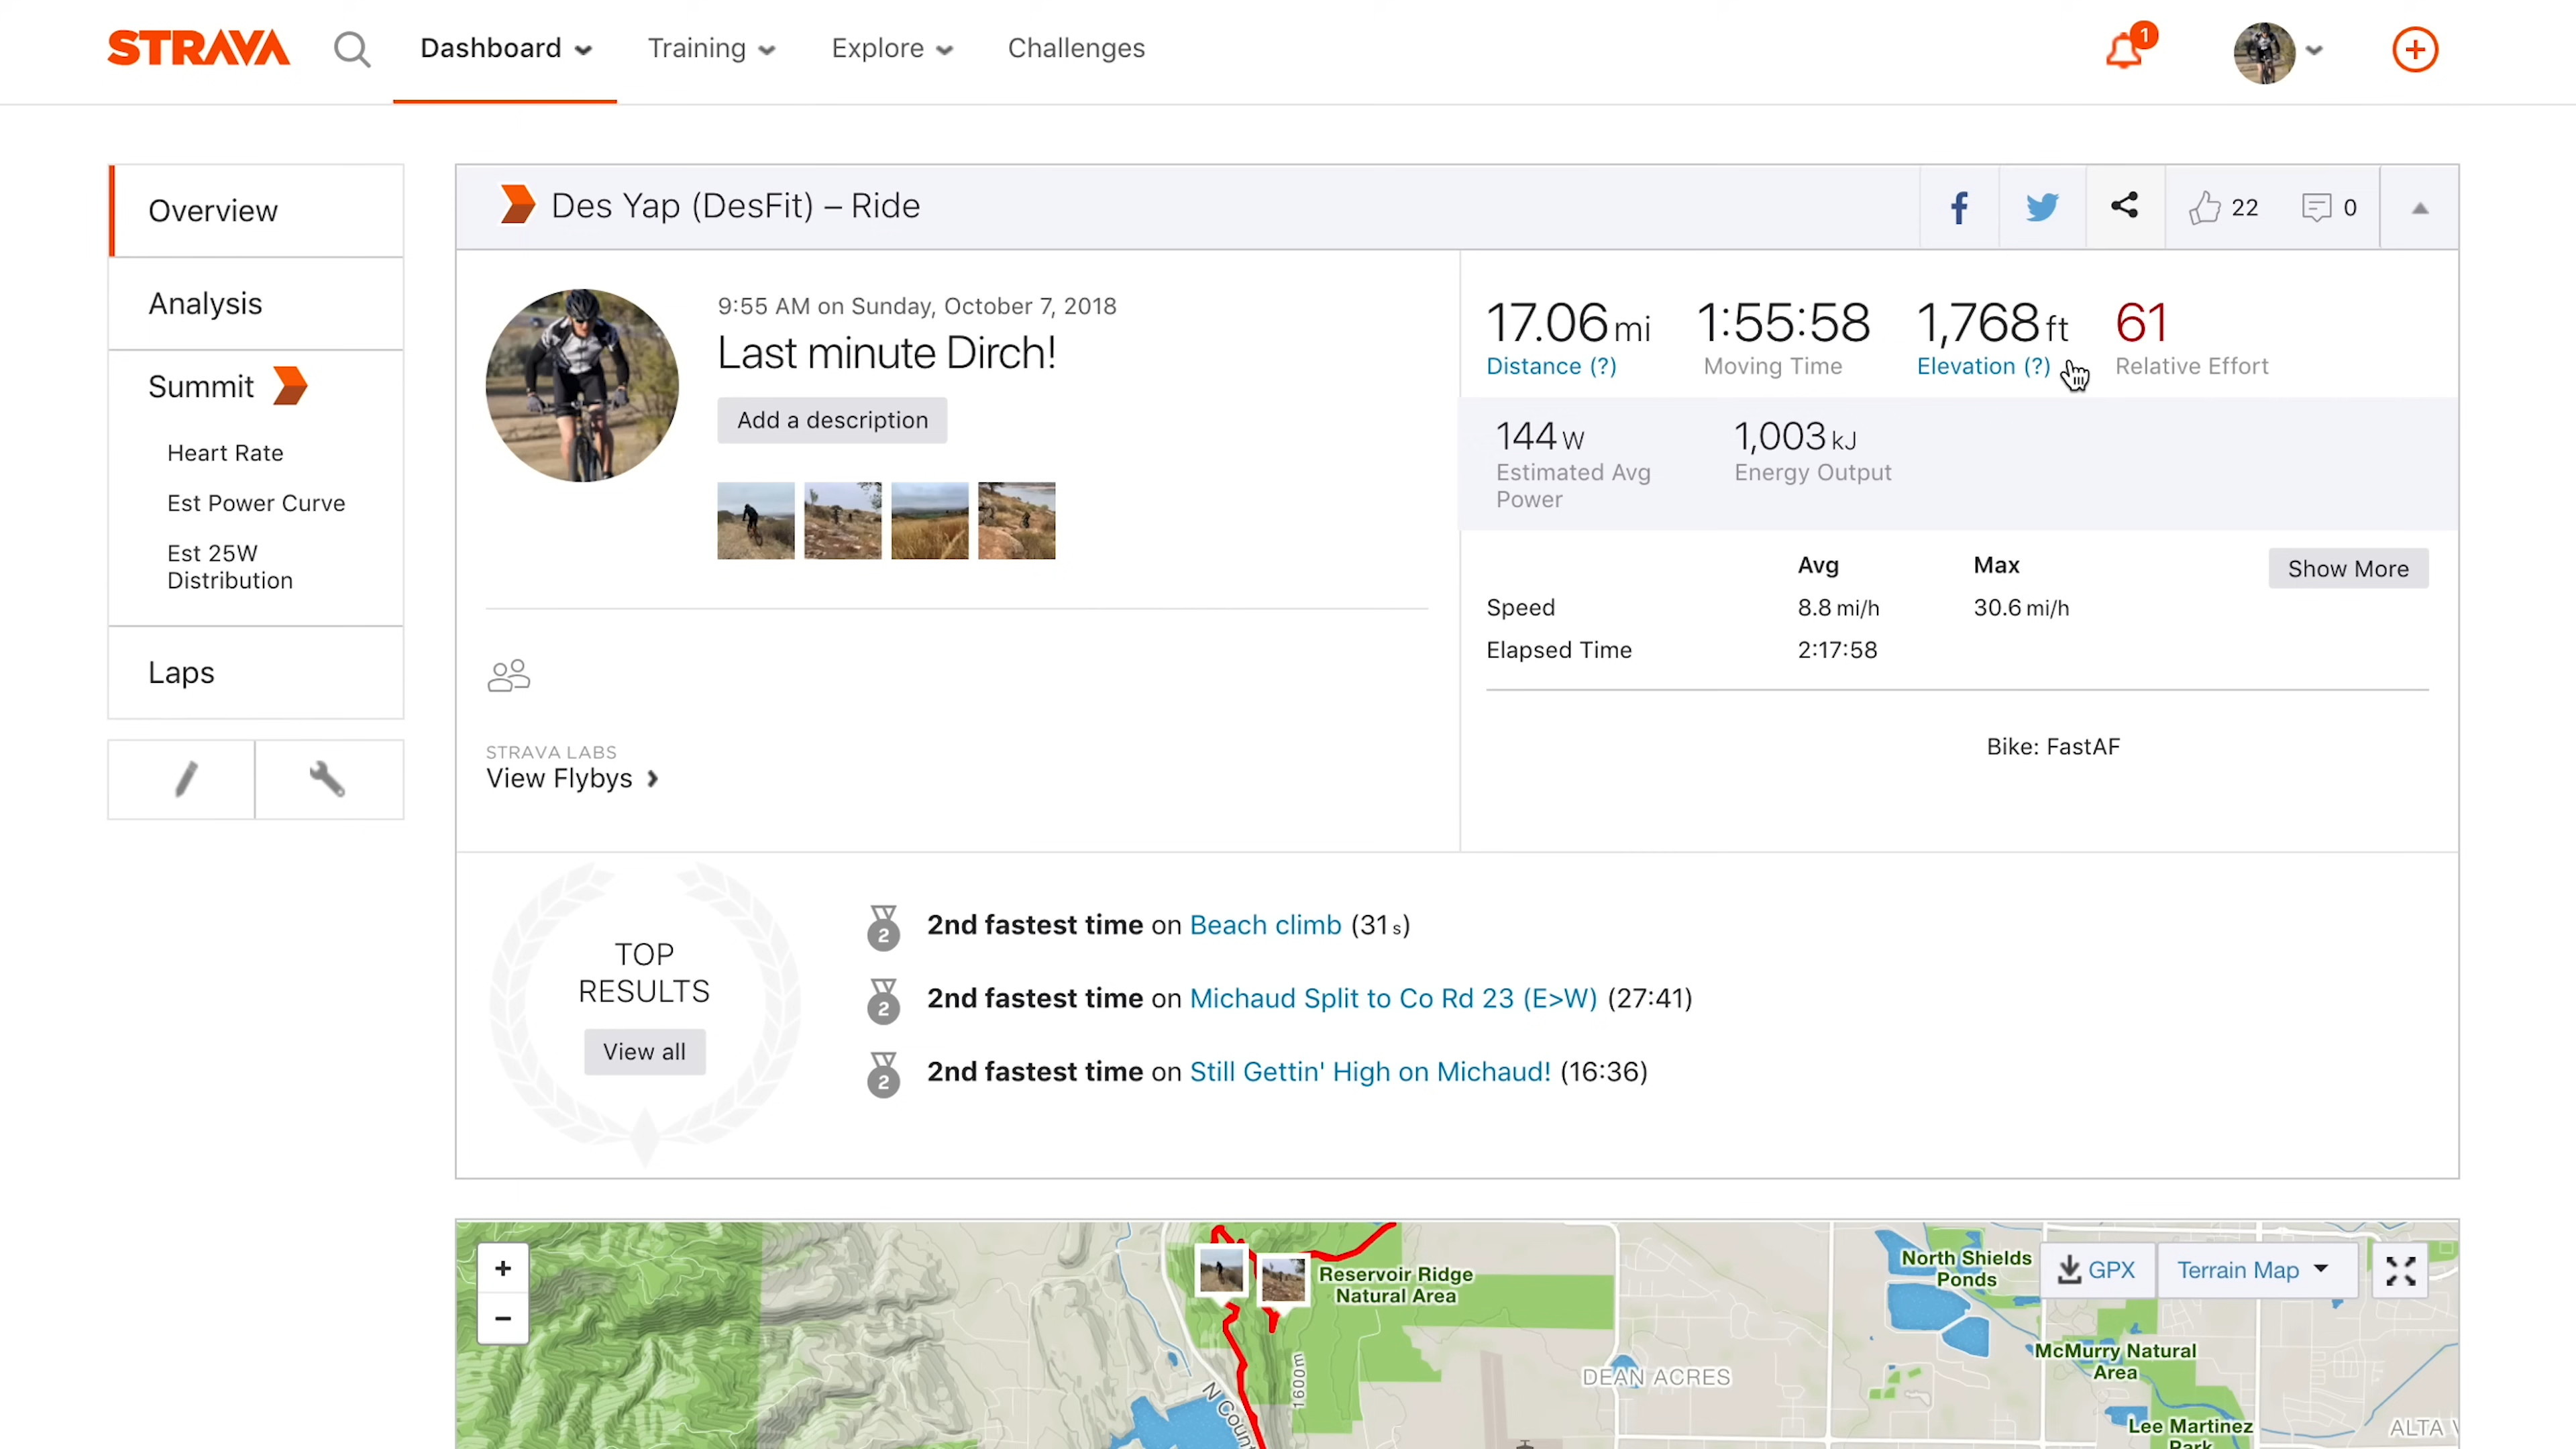 STRAVA Dashboard Training Explore Challenges 1
Overview
Analysis
Summit
Heart Rate
Est Power Curve
Est 25W
Distribution
Laps
Des Yap (DesFit) – Ride 22 0
9:55 AM on Sunday, October 7, 2018
Last minute Dirch!
Add a description
STRAVA LABS
View Flybys
17.06 mi 1:55:58 1,768 ft 61
Distance (?) Moving Time Elevation (?) Relative Effort
144 W 1,003 kJ
Estimated Avg Energy Output
Power
Avg Max Show More
Speed 8.8 mi/h 30.6 mi/h
Elapsed Time 2:17:58
Bike: FastAF
TOP
RESULTS
View all
2 2nd fastest time on Beach climb (31 s)
2 2nd fastest time on Michaud Split to Co Rd 23 (E>W) (27:41)
2 2nd fastest time on Still Gettin' High on Michaud! (16:36)
+
−
Reservoir Ridge
Natural Area
North Shields
Ponds
GPX Terrain Map
1600m
N Coun
DEAN ACRES
McMurry Natural
Area
Lee Martinez
Park
ALTA V